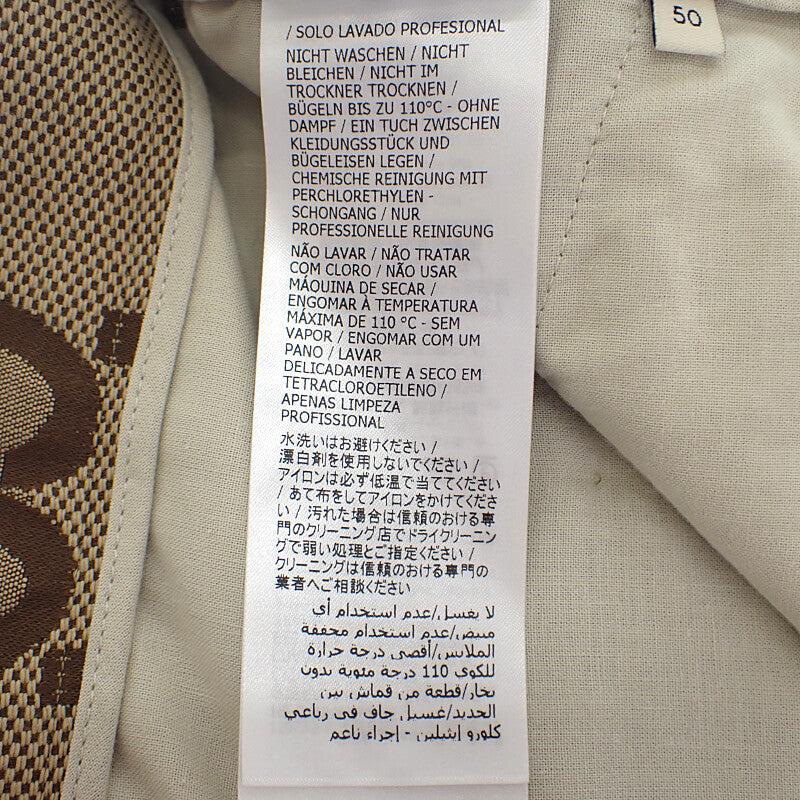 / SOLO LAVADO PROFESIONAL
NICHT WASCHEN / NICHT
BLEICHEN / NICHT IM
TROCKNER TROCKNEN /
BÜGELN BIS ZU 110°C - OHNE
DAMPF / EIN TUCH ZWISCHEN
KLEIDUNGSSTÜCK UND
BÜGELEISEN LEGEN /
CHEMISCHE REINIGUNG MIT
PERCHLORETHYLEN -
SCHONGANG / NUR
PROFESSIONELLE REINIGUNG
NÃO LAVAR / NÃO TRATAR
COM CLORO / NÃO USAR
MÁQUINA DE SECAR /
ENGOMAR À TEMPERATURA
MÁXIMA DE 110 °C - SEM
VAPOR / ENGOMAR COM UM
PANO / LAVAR
DELICADAMENTE A SECO EM
TETRACLOROETILENO /
APENAS LIMPEZA
PROFISSIONAL
水洗いはお避けください /
漂白剤を使用しないでください /
アイロンは必ず低温で当ててください
/ あて布をしてアイロンをかけてくださ
い / 汚れた場合は信頼のおける専
門のクリーニング店でドライクリーニン
グで弱い処理とご指定ください /
クリーニングは信頼のおける専門の
業者へご相談ください
لا يغسل/عدم استخدام أي
مبيض/عدم استخدام مجففة
الملابس/أقصى درجة حرارة
للكوي 110 درجة مئوية بدون
بخار/قطعة من قماش بين
الحديد/غسيل جاف في رباعي
كلورو إيثيلين - إجراء ناعم
50